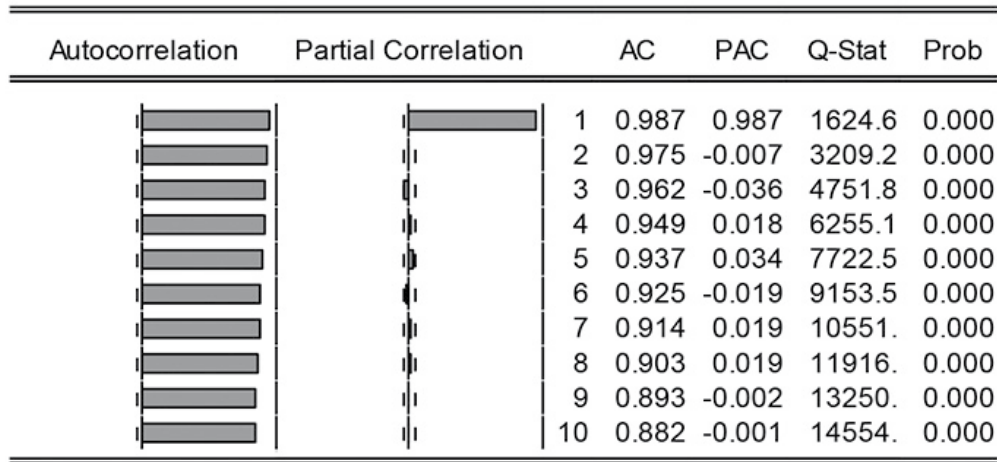 Autocorrelation Partial Correlation AC PAC Q-Stat Prob
1 0.987 0.987 1624.6 0.000
2 0.975 -0.007 3209.2 0.000
3 0.962 -0.036 4751.8 0.000
4 0.949 0.018 6255.1 0.000
5 0.937 0.034 7722.5 0.000
6 0.925 -0.019 9153.5 0.000
7 0.914 0.019 10551. 0.000
8 0.903 0.019 11916. 0.000
9 0.893 -0.002 13250. 0.000
10 0.882 -0.001 14554. 0.000